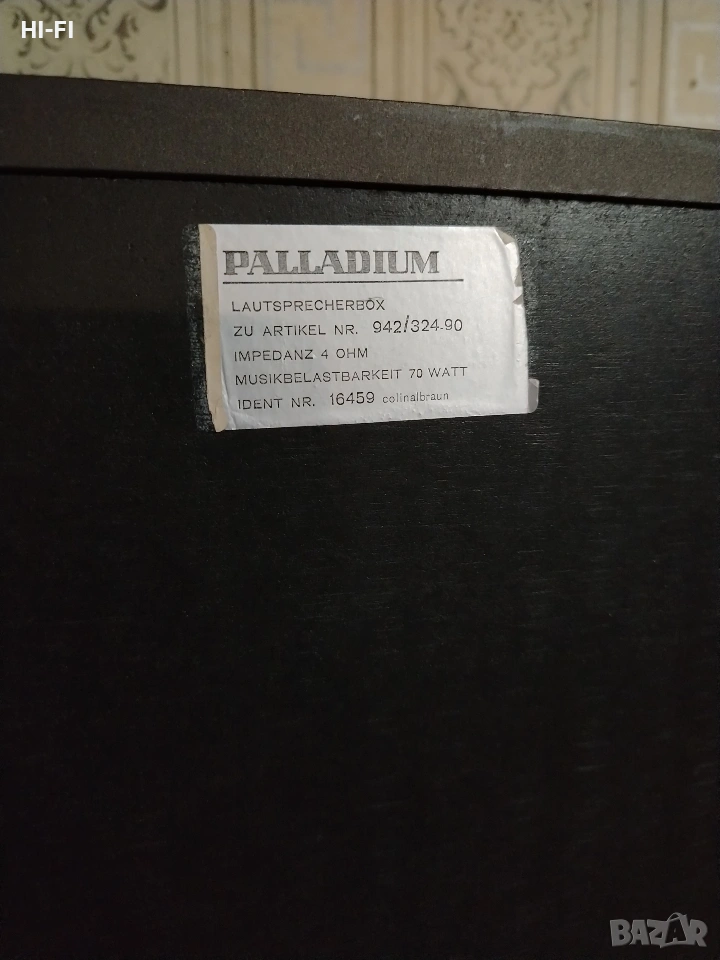 HI-FI
PALLADIUM
LAUTSPRECHERBOX
ZU ARTIKEL NR. 942/324-90
IMPEDANZ 4 OHM
MUSIKBELASTBARKEIT 70 WATT
IDENT NR. 16459 colinalbraun
BAZAR